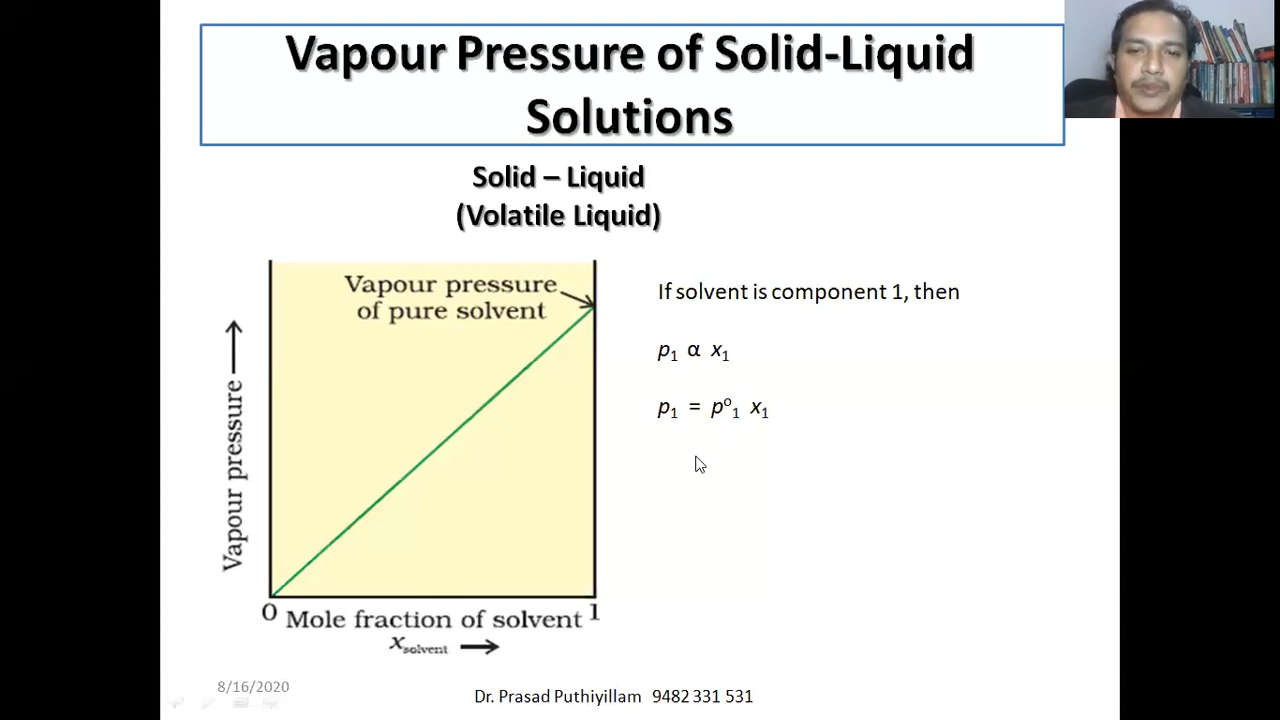 Vapour Pressure of Solid-Liquid
Solutions
Solid – Liquid
(Volatile Liquid)
Vapour pressure
of pure solvent
Vapour pressure
0 Mole fraction of solvent 1
x solvent
If solvent is component 1, then
p₁ α x₁
p₁ = pº₁ x₁
8/16/2020
Dr. Prasad Puthiyillam 9482 331 531